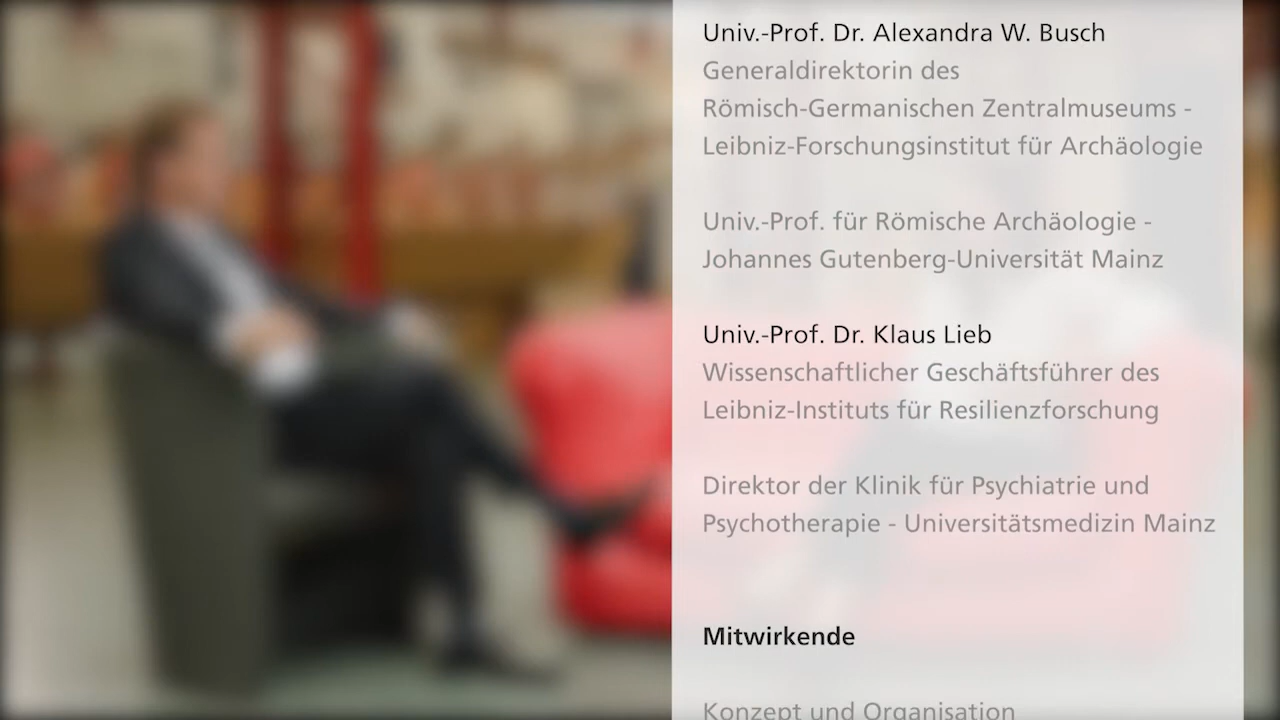 Univ.-Prof. Dr. Alexandra W. Busch
Generaldirektorin des
Römisch-Germanischen Zentralmuseums -
Leibniz-Forschungsinstitut für Archäologie
Univ.-Prof. für Römische Archäologie -
Johannes Gutenberg-Universität Mainz
Univ.-Prof. Dr. Klaus Lieb
Wissenschaftlicher Geschäftsführer des
Leibniz-Instituts für Resilienzforschung
Direktor der Klinik für Psychiatrie und
Psychotherapie - Universitätsmedizin Mainz
Mitwirkende
Konzept und Organisation